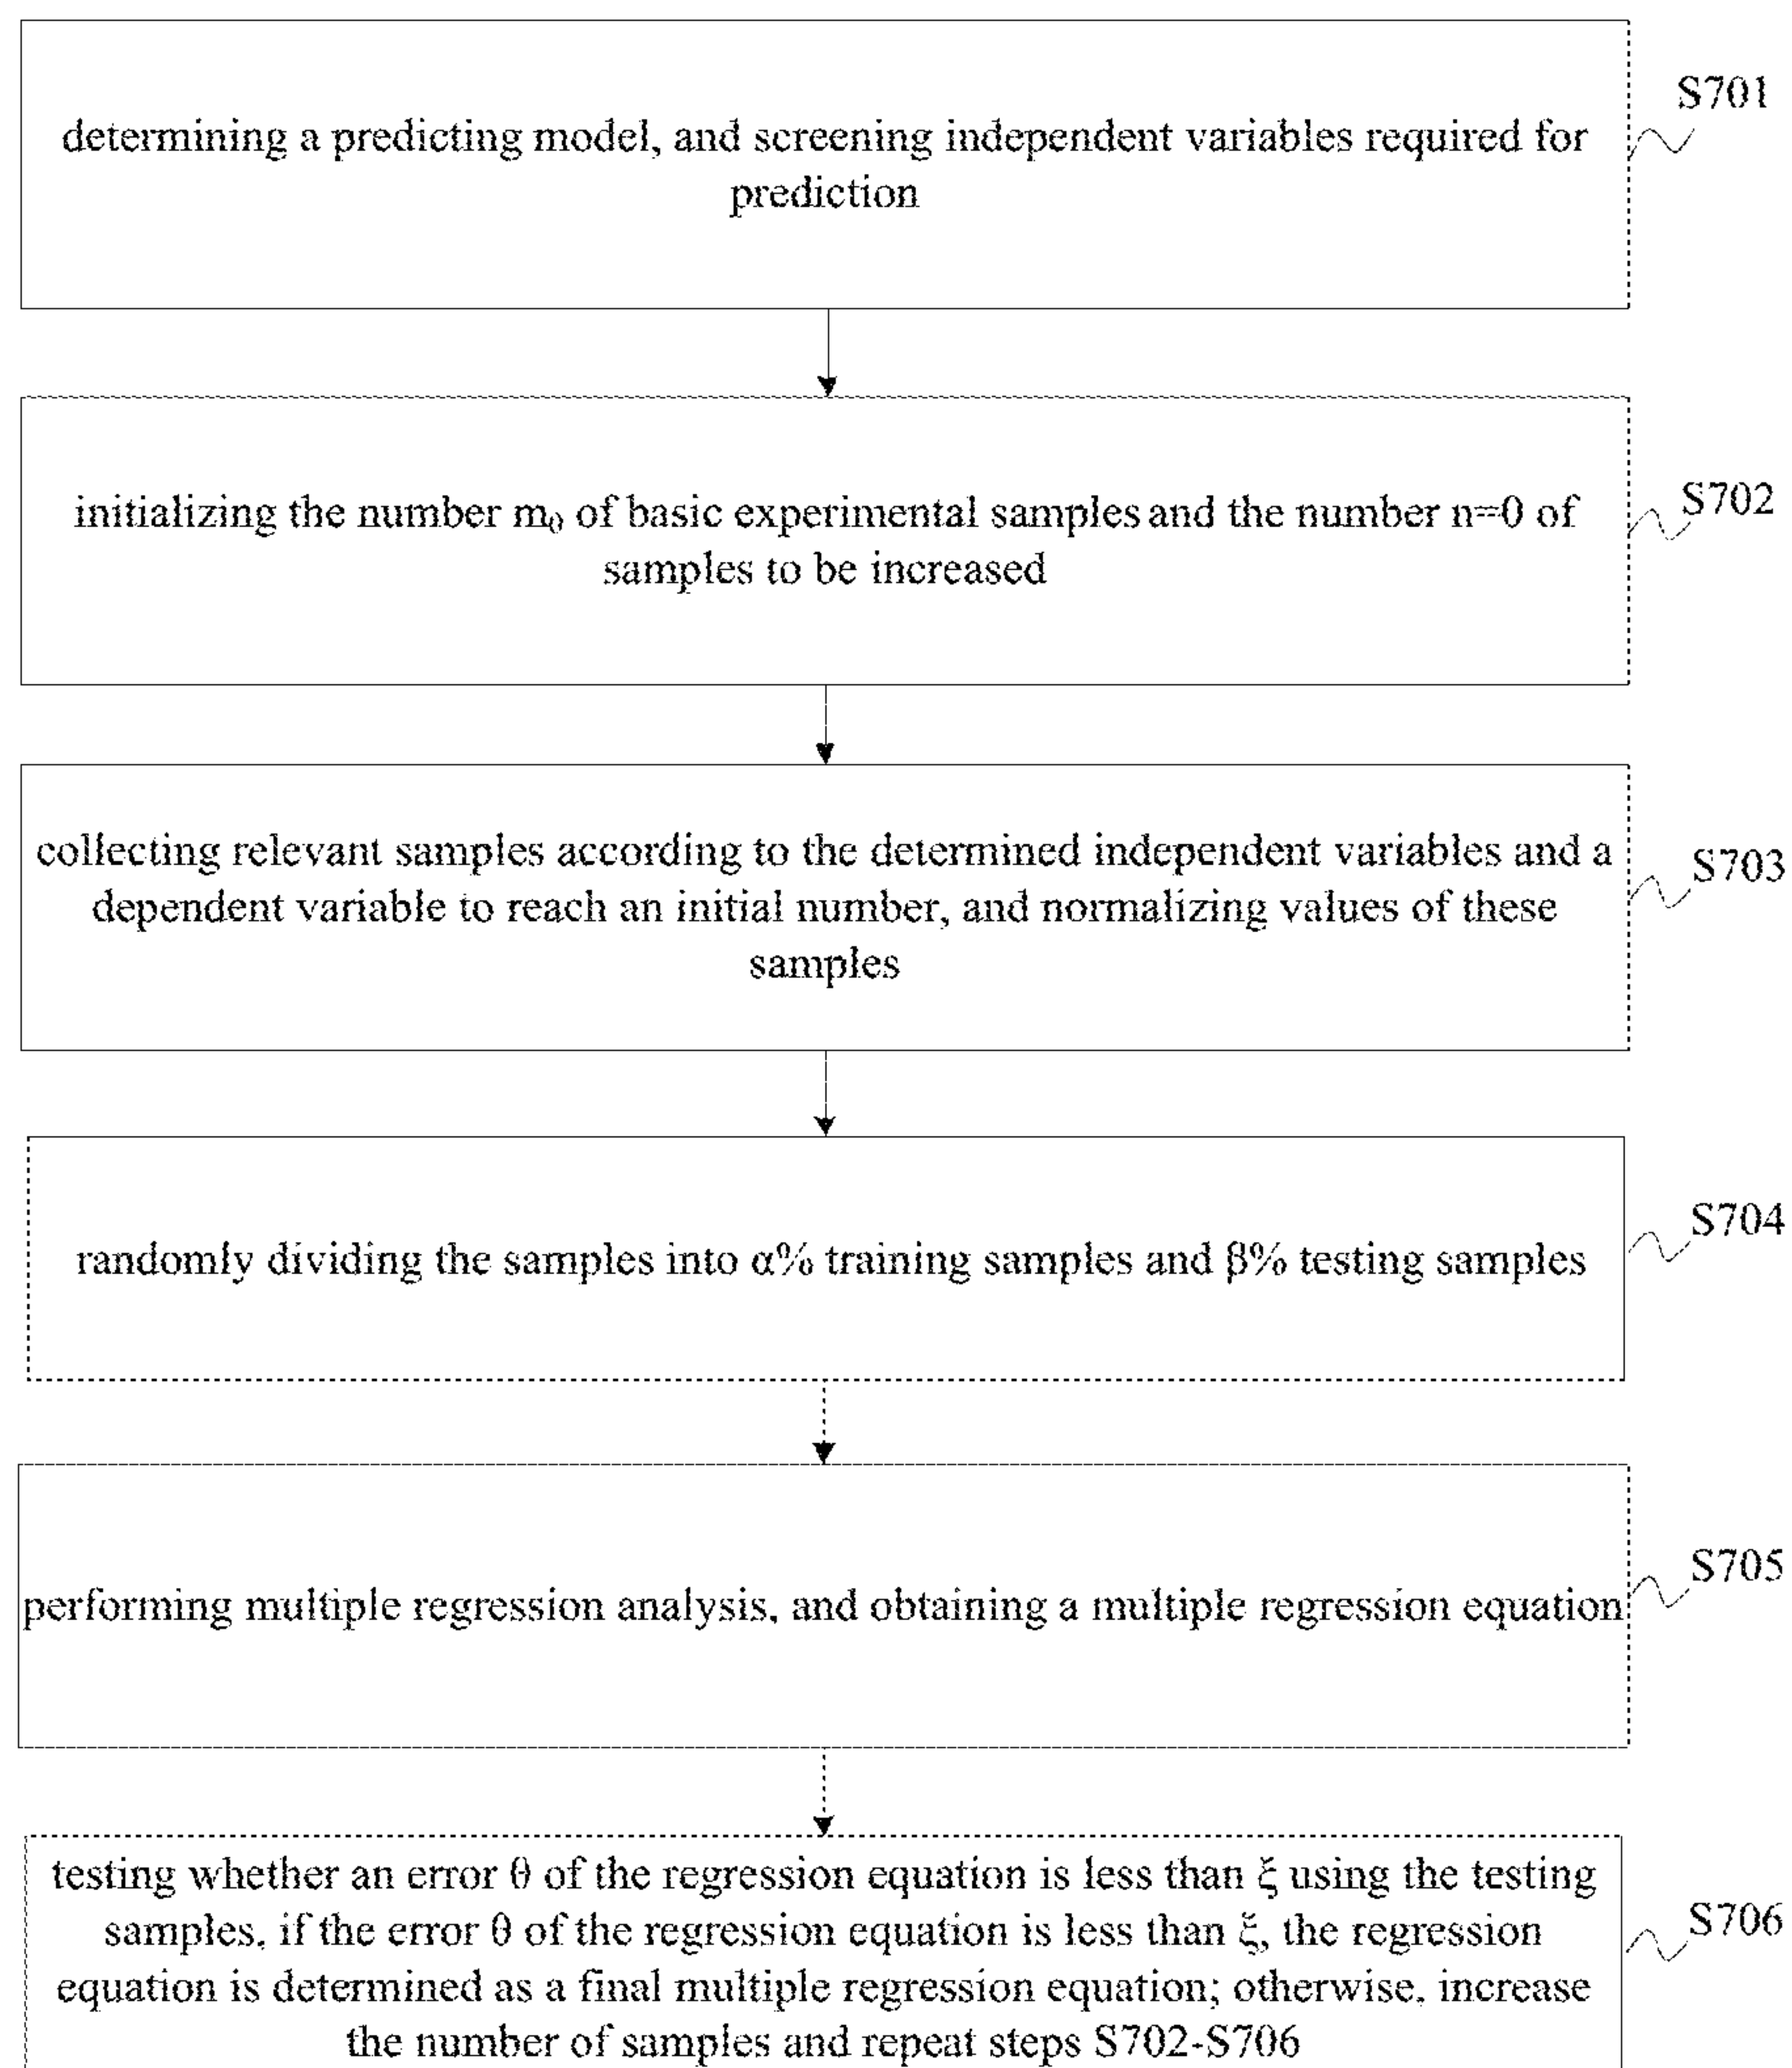 determining a predicting model, and screening independent variables required for
prediction
S701
initializing the number m₀ of basic experimental samples and the number n=0 of
samples to be increased
S702
collecting relevant samples according to the determined independent variables and a
dependent variable to reach an initial number, and normalizing values of these
samples
S703
randomly dividing the samples into α% training samples and β% testing samples
S704
performing multiple regression analysis, and obtaining a multiple regression equation
S705
testing whether an error θ of the regression equation is less than ξ using the testing
samples, if the error θ of the regression equation is less than ξ, the regression
equation is determined as a final multiple regression equation; otherwise, increase
the number of samples and repeat steps S702-S706
S706